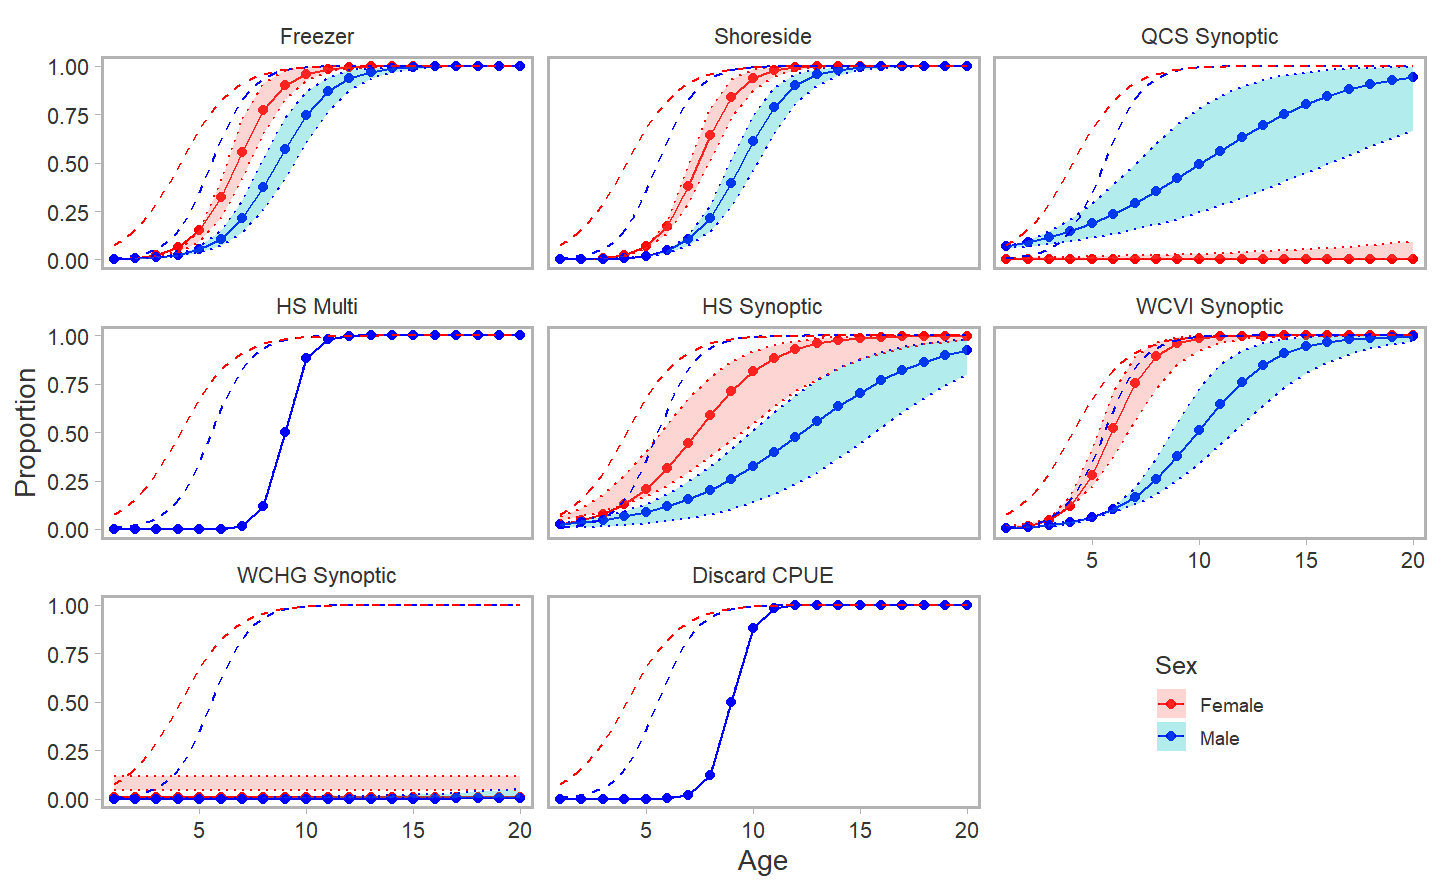 Freezer
Shoreside
QCS Synoptic
1.00
0.75
0.50
0.25
0.00
HS Multi
HS Synoptic
WCVI Synoptic
1.00
0.75
0.50
0.25
0.00
5
10
15
20
WCHG Synoptic
Discard CPUE
1.00
0.75
0.50
0.25
0.00
5
10
15
20
5
10
15
20
Proportion
Age
Sex
Female
Male